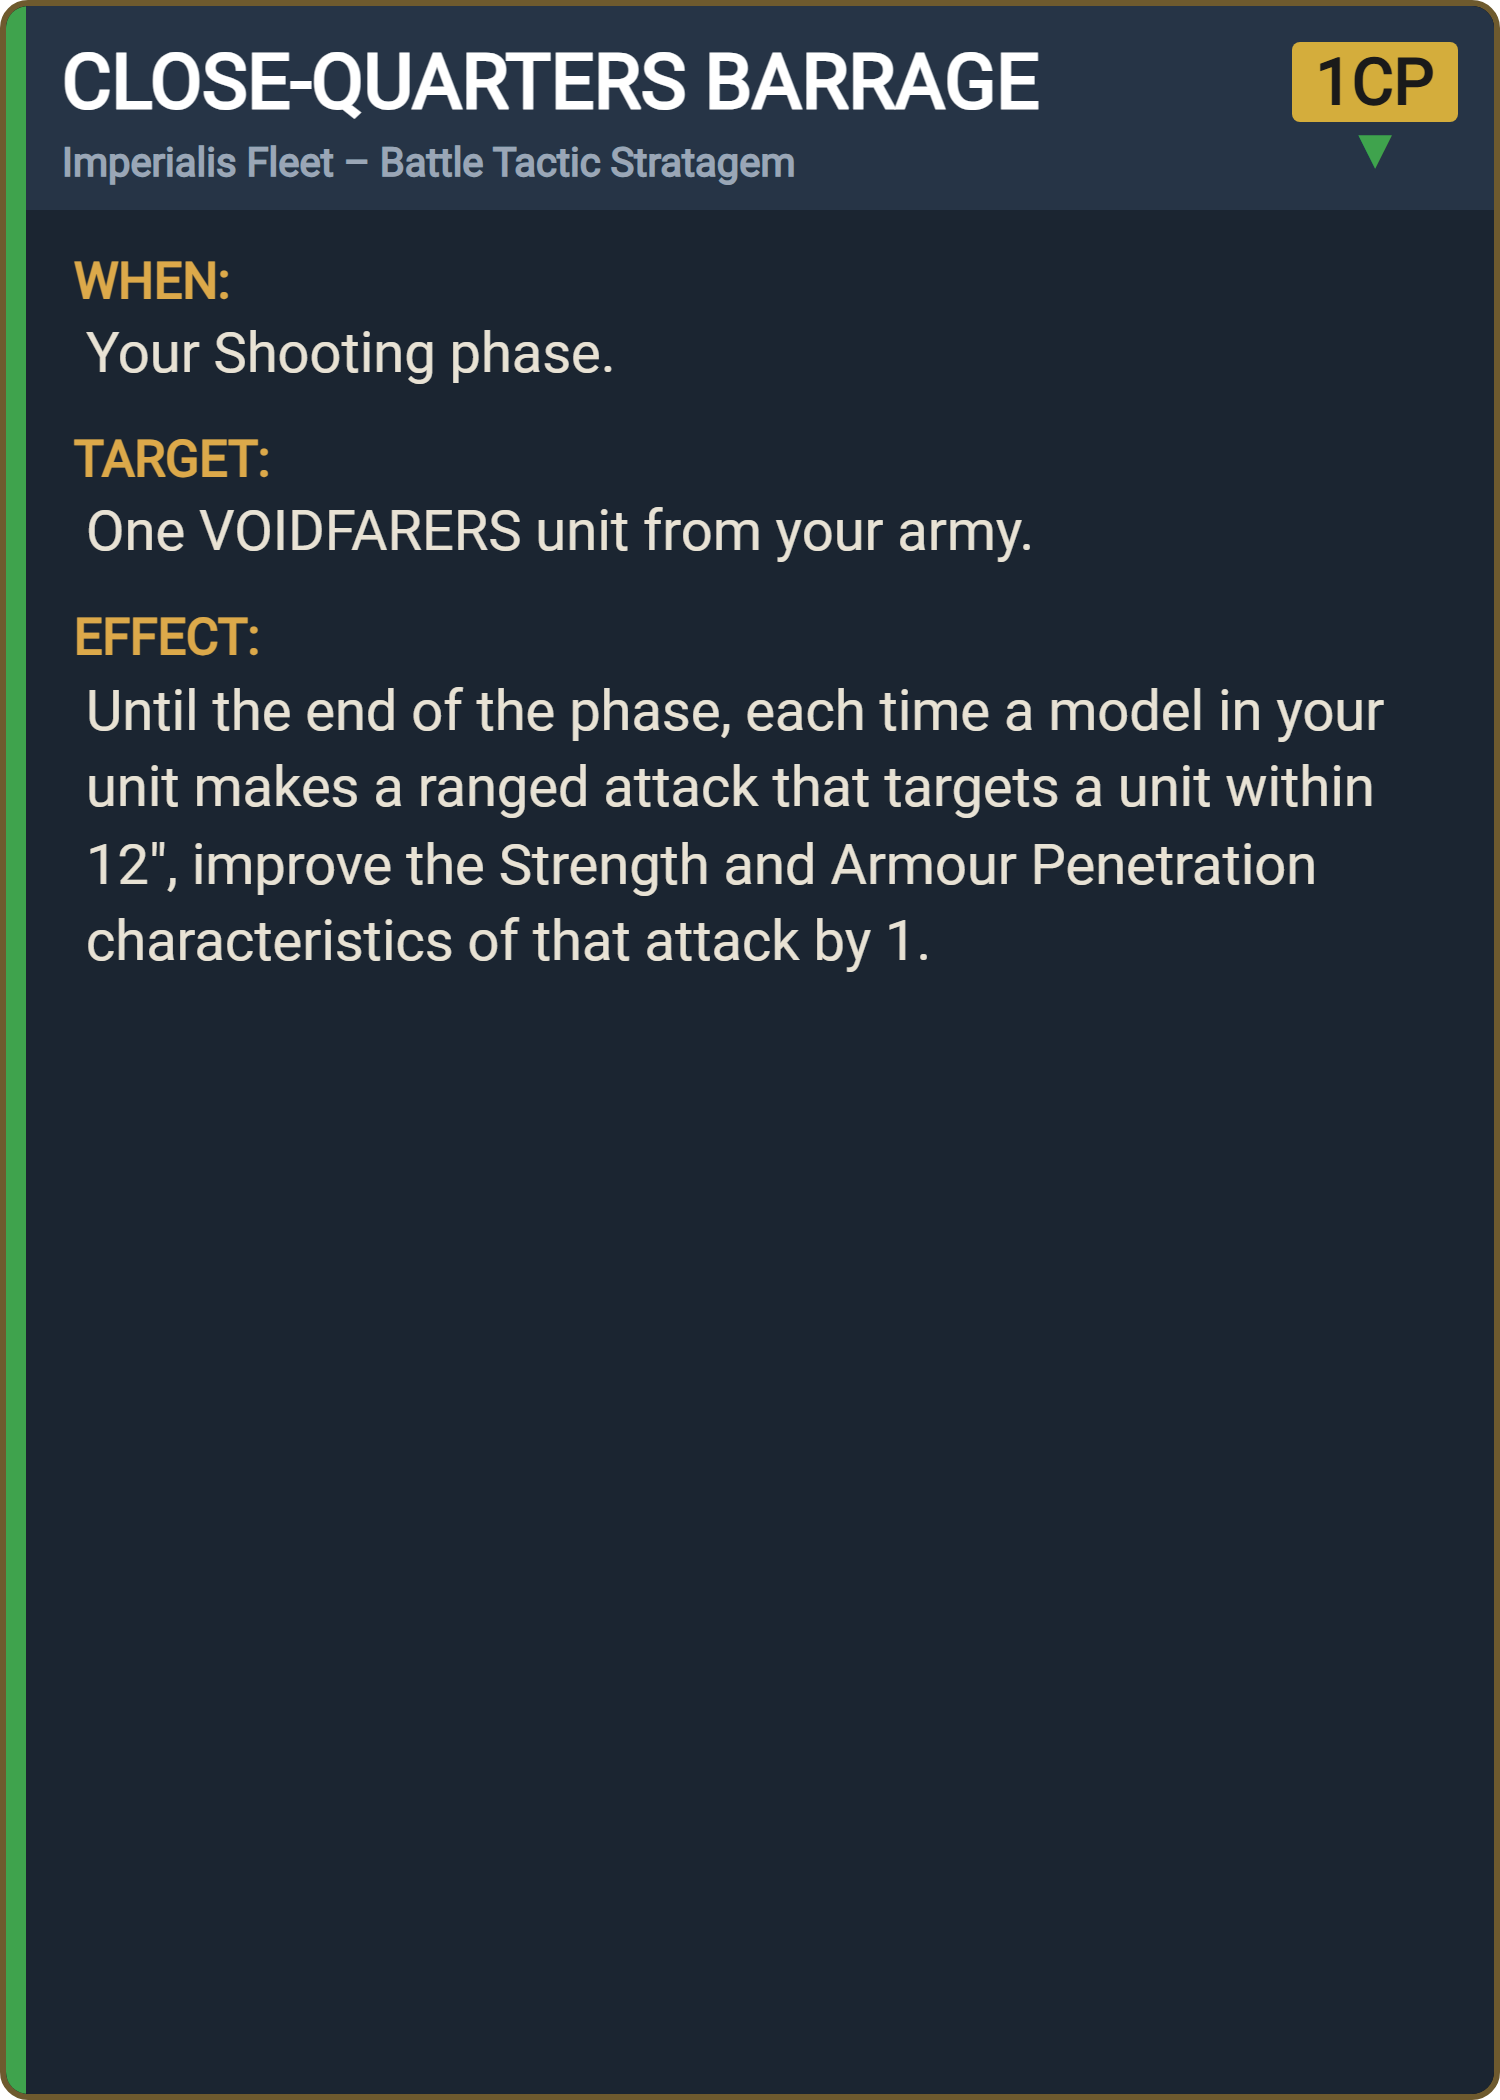 CLOSE-QUARTERS BARRAGE
1CP
Imperialis Fleet – Battle Tactic Stratagem
WHEN:
Your Shooting phase.
TARGET:
One VOIDFARERS unit from your army.
EFFECT:
Until the end of the phase, each time a model in your
unit makes a ranged attack that targets a unit within
12", improve the Strength and Armour Penetration
characteristics of that attack by 1.